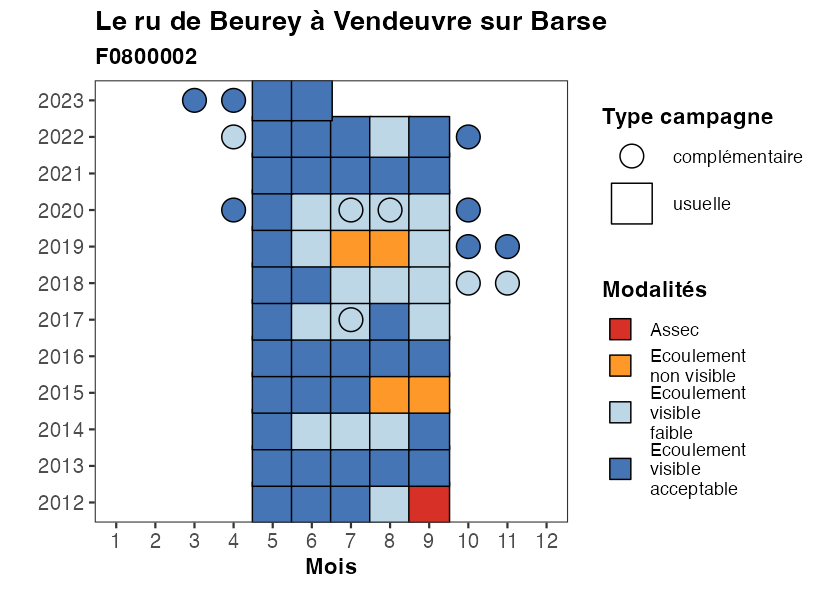 Le ru de Beurey à Vendeuvre sur Barse
F0800002
2023
2022
2021
2020
2019
2018
2017
2016
2015
2014
2013
2012
1 2 3 4 5 6 7 8 9 10 11 12
Mois
Type campagne
complémentaire
usuelle
Modalités
Assec
Ecoulement
non visible
Ecoulement
visible
faible
Ecoulement
visible
acceptable